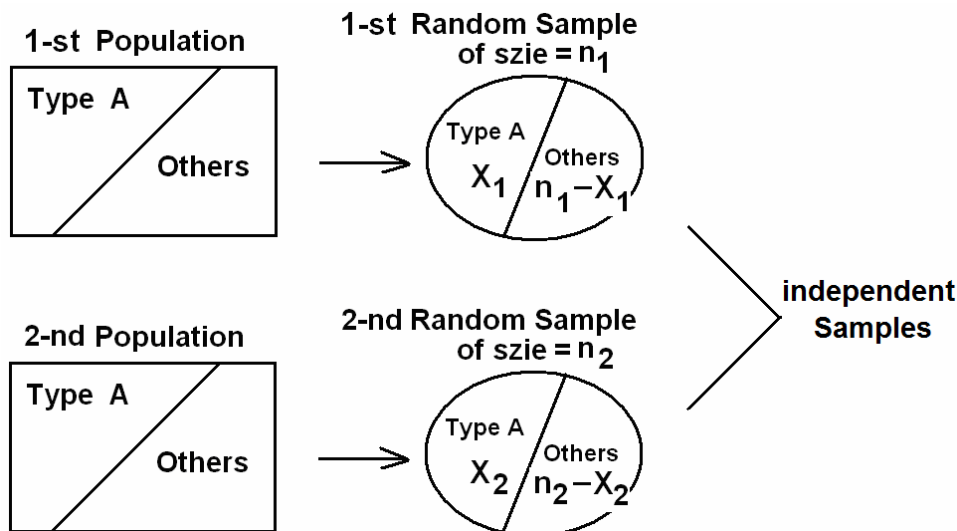 1-st Population
Type A
Others
1-st Random Sample
of szie = n₁
Type A
X₁
Others
n₁−X₁
independent
Samples
2-nd Population
Type A
Others
2-nd Random Sample
of szie = n₂
Type A
X₂
Others
n₂−X₂